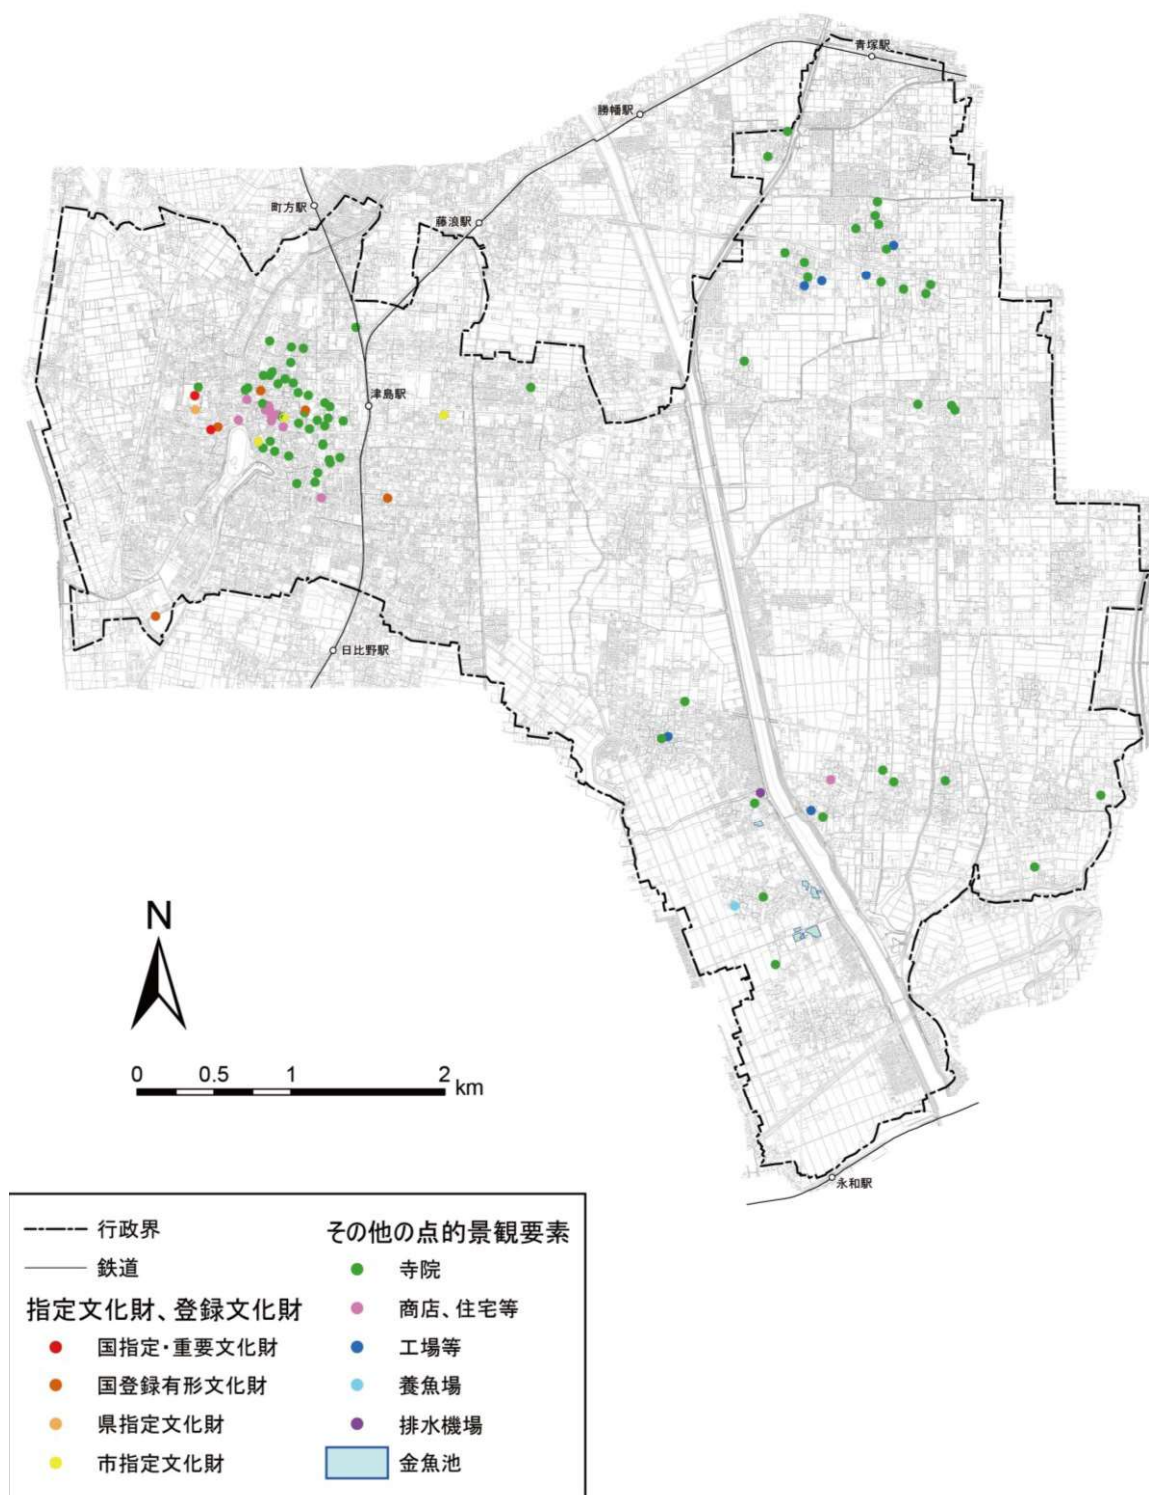 青塚駅
勝幡駅
町方駅
藤浪駅
津島駅
日比野駅
永和駅
N
0 0.5 1 2 km
行政界
鉄道
指定文化財、登録文化財
国指定・重要文化財
国登録有形文化財
県指定文化財
市指定文化財
その他の点的景観要素
寺院
商店、住宅等
工場等
養魚場
排水機場
金魚池